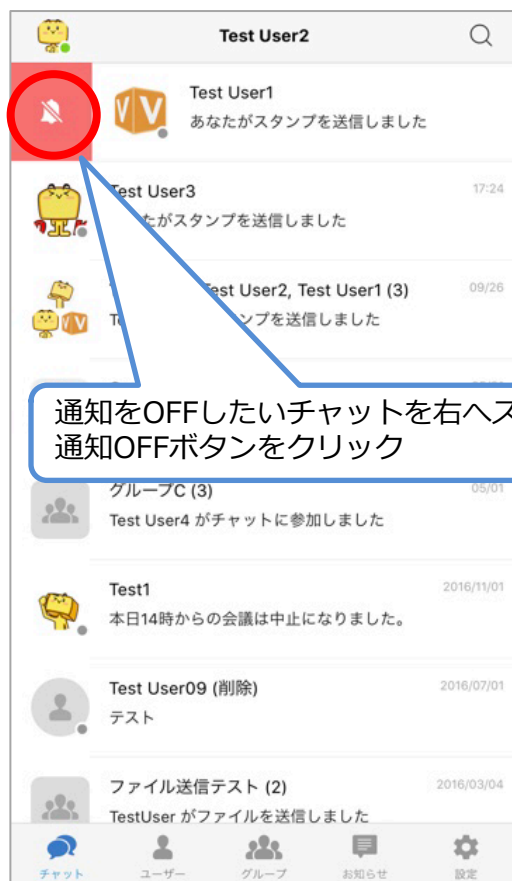 Test User2
Test User1
あなたがスタンプを送信しました
Test User3
17:24
たがスタンプを送信しました
Test User2, Test User1 (3)
09/26
ンプを送信しました
通知をOFFしたいチャットを右へス
通知OFFボタンをクリック
グループC (3)
05/01
Test User4 がチャットに参加しました
Test1
2016/11/01
本日14時からの会議は中止になりました。
Test User09 (削除)
2016/07/01
テスト
ファイル送信テスト (2)
2016/03/04
TestUser がファイルを送信しました
チャット
ユーザー
グループ
お知らせ
設定